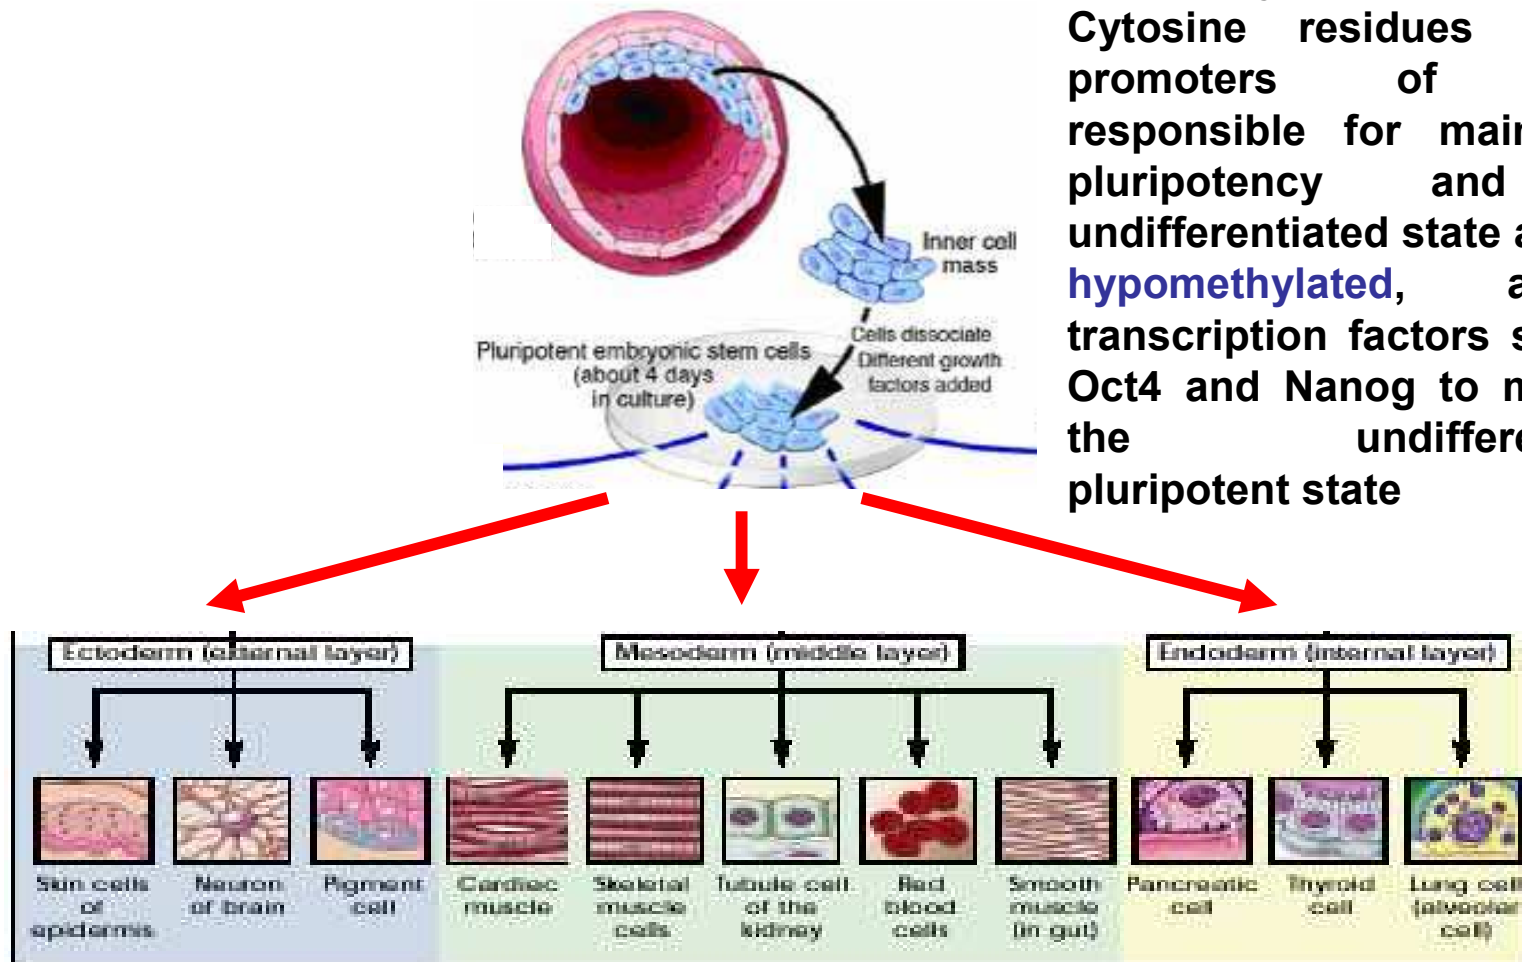 Cytosine residues
promoters of
responsible for main
pluripotency and
undifferentiated state a
hypomethylated, a
transcription factors s
Oct4 and Nanog to m
the undiffere
pluripotent state
Inner cell
mass
Cells dissociate
Different growth
factors added
Pluripotent embryonic stem cells
(about 4 days
in culture)
Ectoderm (external layer)
Mesoderm (middle layer)
Endoderm (internal layer)
Skin cells
of
epidermis
Neuron
of brain
Pigment
cell
Cardiac
muscle
Skeletal
muscle
cells
Tubule cell
of the
kidney
Red
blood
cells
Smooth
muscle
(in gut)
Pancreatic
cell
Thyroid
cell
Lung cell
(alveolar
cell)